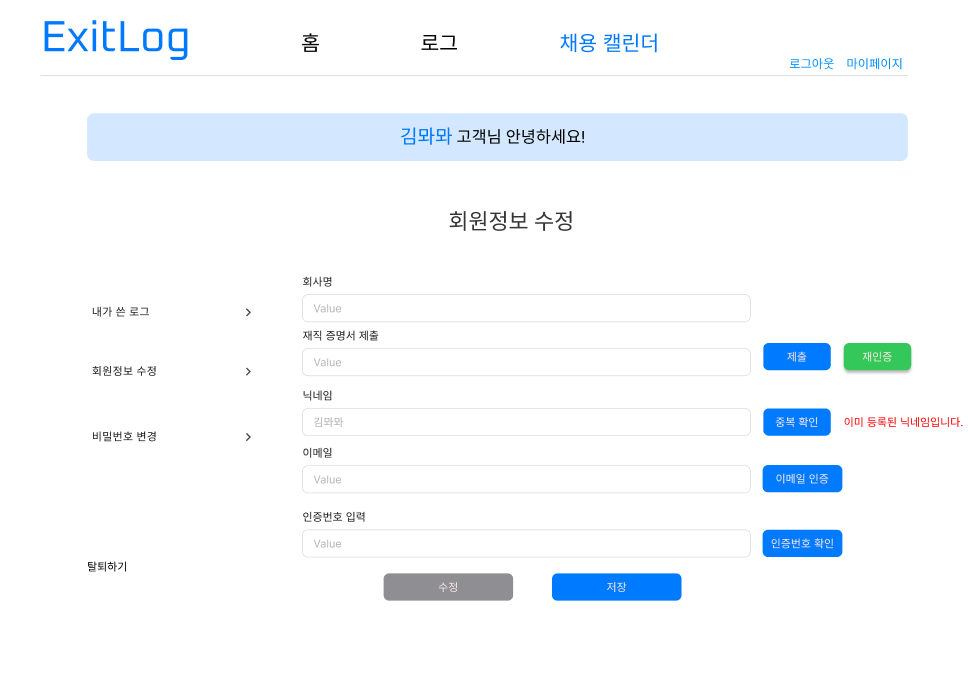 ExitLog
홈
로그
채용 캘린더
로그아웃
마이페이지
김뫄뫄 고객님 안녕하세요!
회원정보 수정
내가 쓴 로그
회원정보 수정
비밀번호 변경
탈퇴하기
회사명
Value
재직 증명서 제출
Value
제출
재인증
닉네임
김뫄뫄
중복 확인
이미 등록된 닉네임입니다.
이메일
Value
이메일 인증
인증번호 입력
Value
인증번호 확인
수정
저장